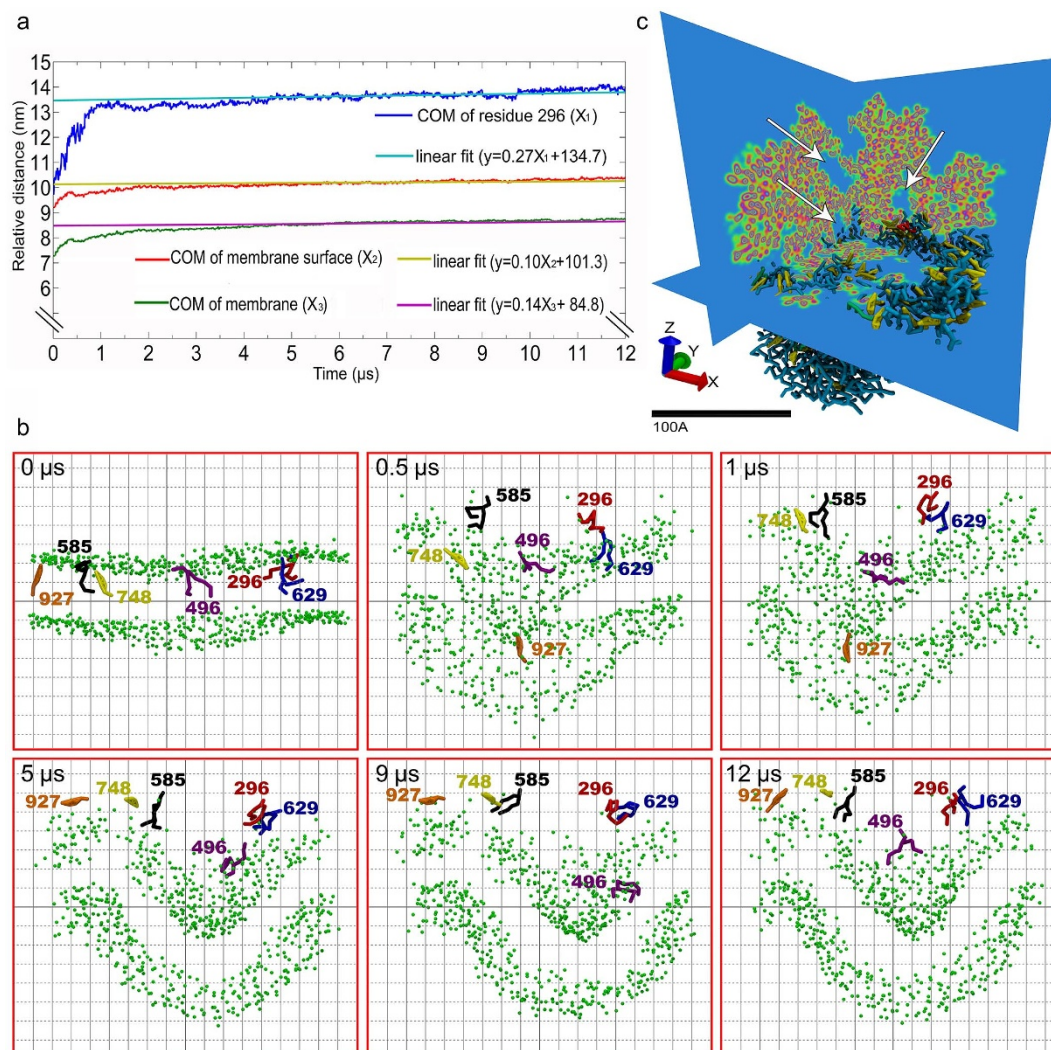 a
Relative distance (nm)
15
14
13
12
11
10
9
8
7
6
COM of residue 296 (X₁)
linear fit (y=0.27X₁+134.7)
COM of membrane surface (X₂)
linear fit (y=0.10X₂+101.3)
COM of membrane (X₃)
linear fit (y=0.14X₃+ 84.8)
0 1 2 3 4 5 6 7 8 9 10 11 12
Time (µs)
c
Z
Y
X
100A
b
0 µs
927
585
748
496
296
629
0.5 µs
585
296
748
496
629
927
1 µs
585
296
748
629
496
927
5 µs
927
748
585
296
629
496
9 µs
927
748
585
296
629
496
12 µs
927
748
585
296
629
496